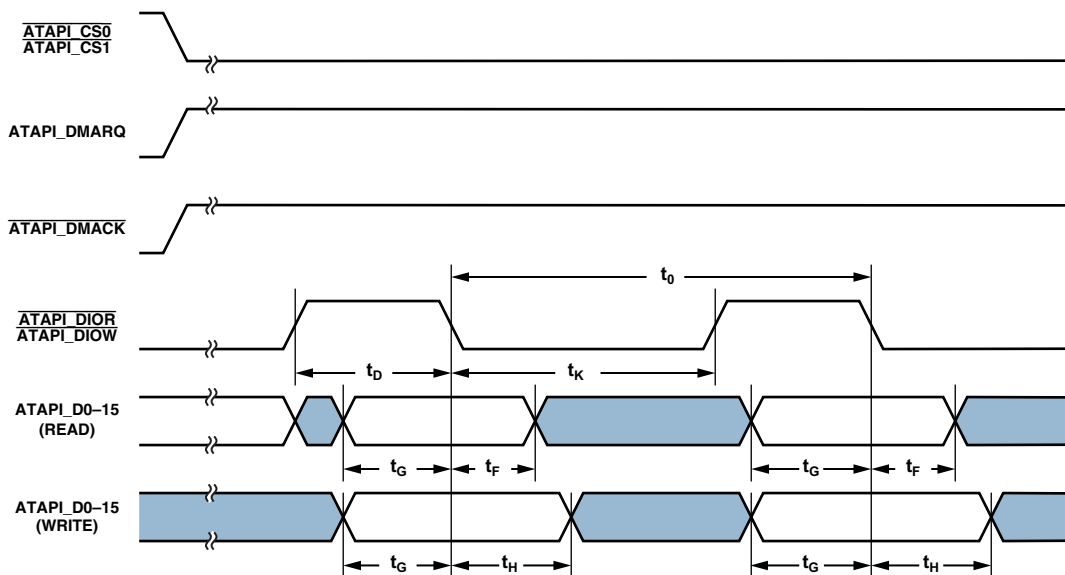 ATAPI_CS0
ATAPI_CS1
ATAPI_DMARQ
ATAPI_DMACK
t0
ATAPI_DIOR
ATAPI_DIOW
tD
tK
ATAPI_D0–15
(READ)
tG
tF
tG
tF
ATAPI_D0–15
(WRITE)
tG
tH
tG
tH